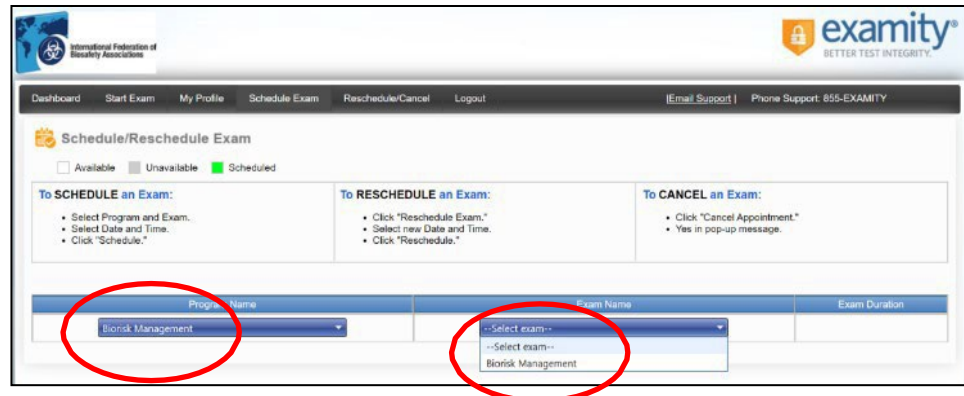 International Federation of
Biosafety Associations
examity®
BETTER TEST INTEGRITY.
Dashboard Start Exam My Profile Schedule Exam Reschedule/Cancel Logout |Email Support| Phone Support: 855-EXAMITY
Schedule/Reschedule Exam
Available Unavailable Scheduled
To SCHEDULE an Exam:
• Select Program and Exam.
• Select Date and Time.
• Click "Schedule."
To RESCHEDULE an Exam:
• Click "Reschedule Exam."
• Select new Date and Time.
• Click "Reschedule."
To CANCEL an Exam:
• Click "Cancel Appointment."
• Yes in pop-up message.
Program Name Exam Name Exam Duration
Biorisk Management --Select exam--
--Select exam--
Biorisk Management